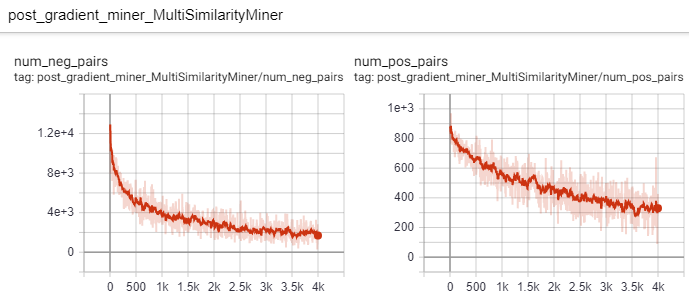 post_gradient_miner_MultiSimilarityMiner
num_neg_pairs
tag: post_gradient_miner_MultiSimilarityMiner/num_neg_pairs
1.2e+4
8e+3
4e+3
0
0 500 1k 1.5k 2k 2.5k 3k 3.5k 4k
num_pos_pairs
tag: post_gradient_miner_MultiSimilarityMiner/num_pos_pairs
1e+3
800
600
400
200
0
0 500 1k 1.5k 2k 2.5k 3k 3.5k 4k